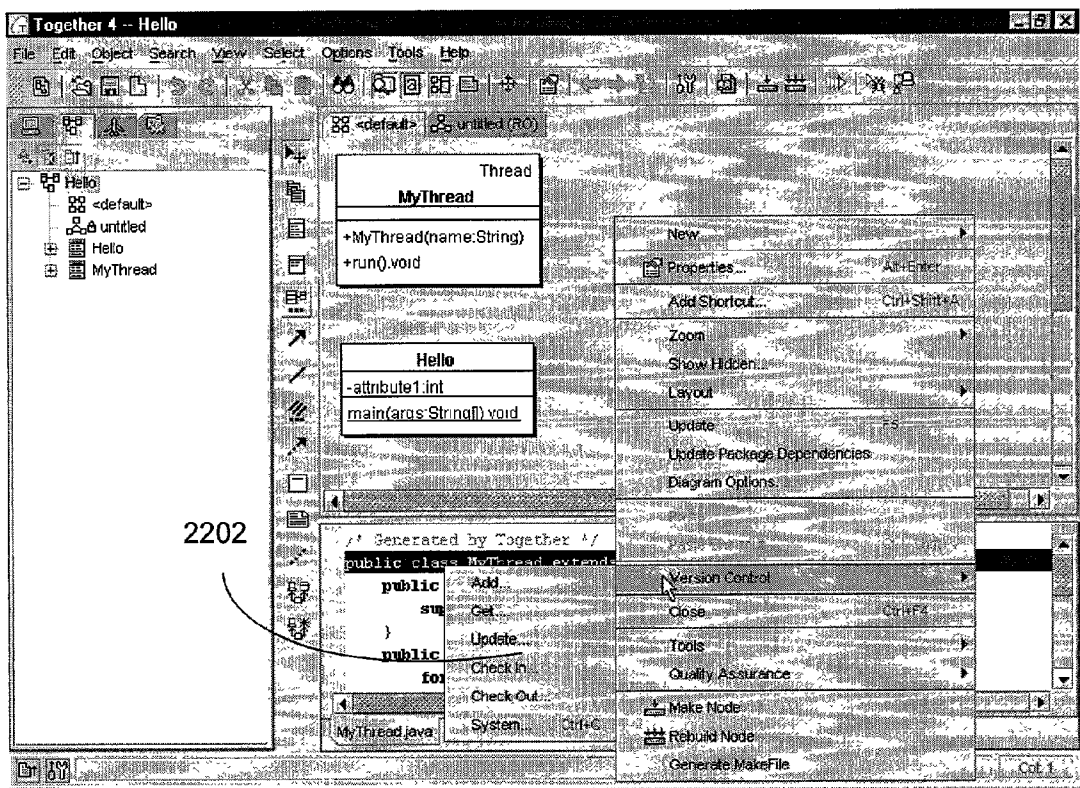 Together 4 -- Hello
File Edit Object Search View Select Options Tools Help
<default> untitled (RO)
Hello
<default>
untitled
Hello
MyThread
Thread
MyThread
+MyThread(name:String)
+run().void
Hello
-attribute1:int
main(args:String[]) void
New
Properties... Alt+Enter
Add Shortcut... Ctrl+Shift+A
Zoom
Show Hidden...
Layout
Update F5
Update Package Dependencies
Diagram Options...
Version Control
Close Ctrl+F4
Tools
Quality Assurance
Make Node
Rebuild Node
Generate MakeFile
2202
/* Generated by Together */
public class MyThread extends
public
su
}
public
for
Add...
Get...
Update...
Check In
Check Out
System... Ctrl+C
MyThread.java
Col: 1